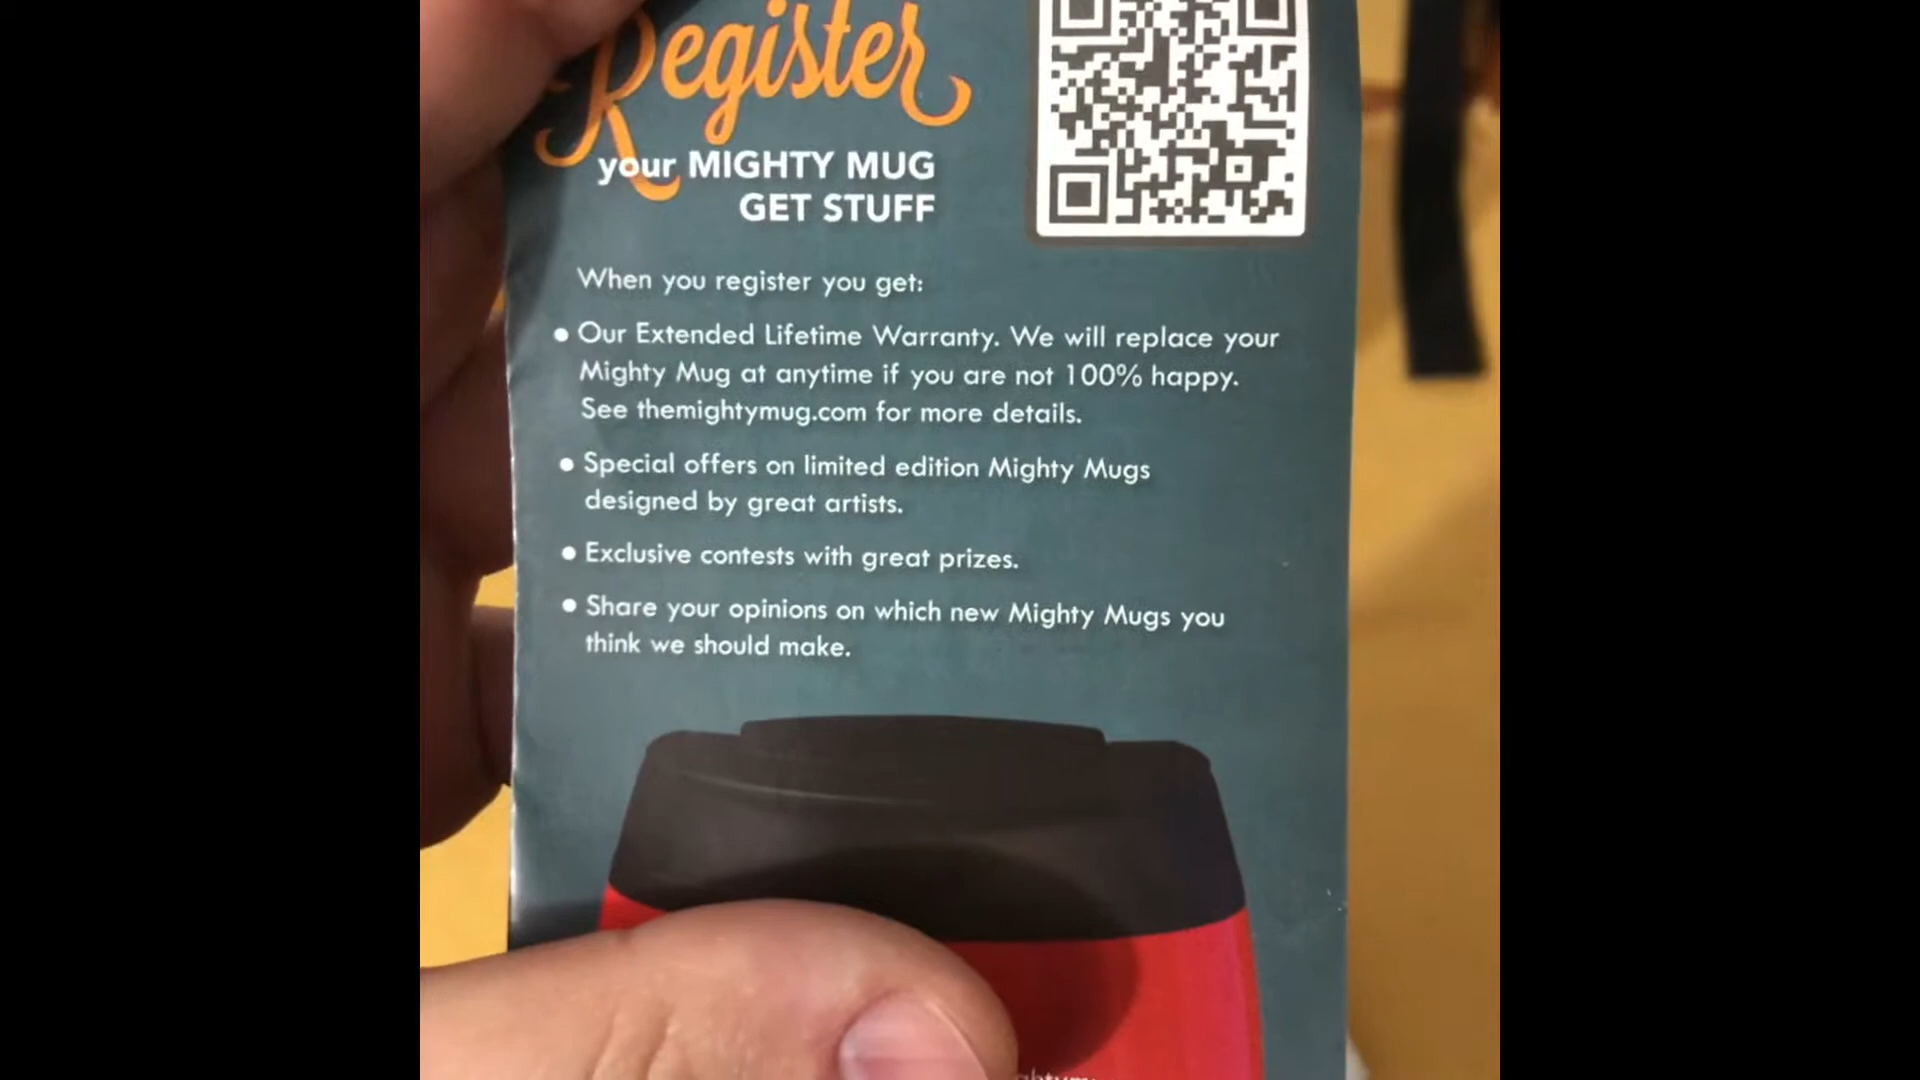 Register
your MIGHTY MUG
GET STUFF
When you register you get:
• Our Extended Lifetime Warranty. We will replace your
Mighty Mug at anytime if you are not 100% happy.
See themightymug.com for more details.
• Special offers on limited edition Mighty Mugs
designed by great artists.
• Exclusive contests with great prizes.
• Share your opinions on which new Mighty Mugs you
think we should make.